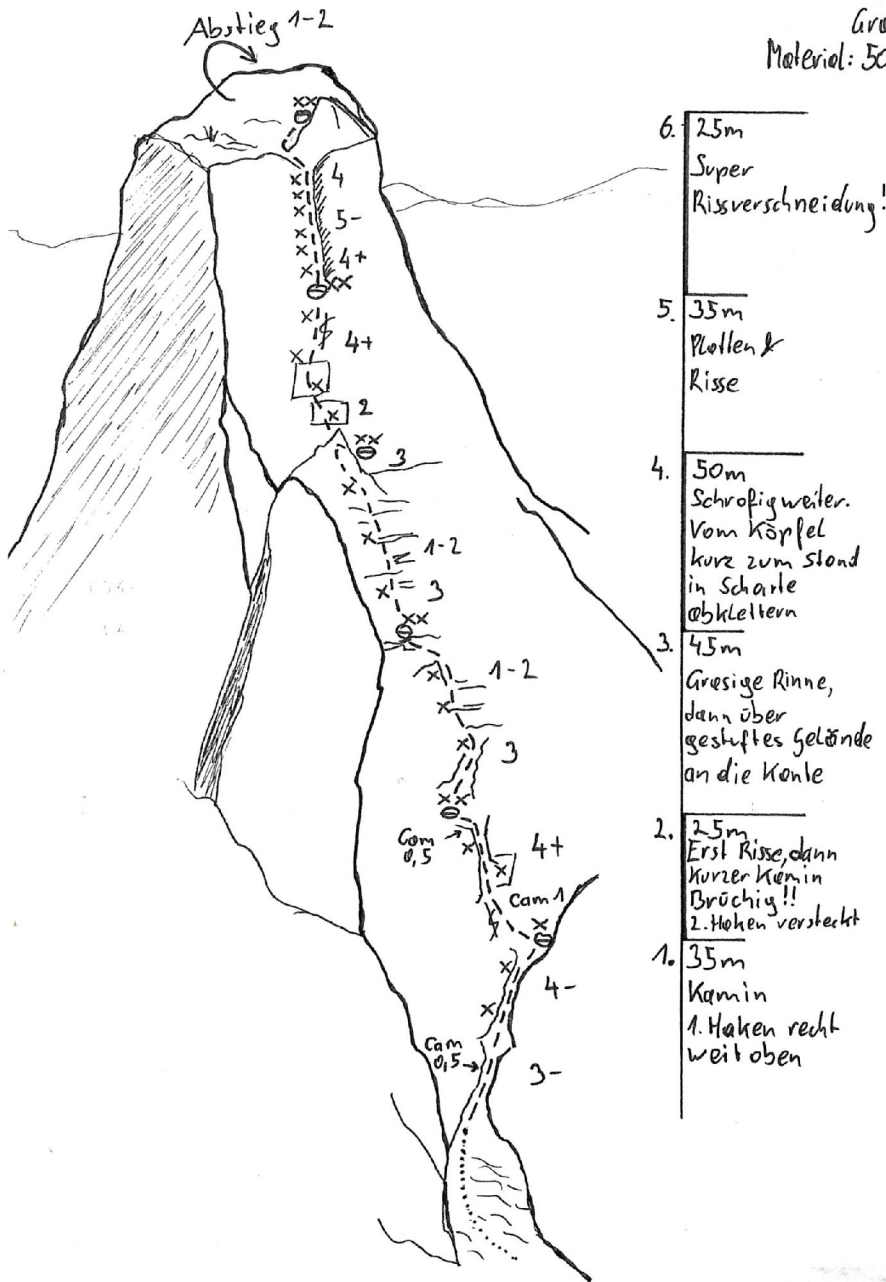 Abstieg 1-2
Gra
Material: 50
4
5-
4+
4+
2
3
1-2
3
1-2
3
Cam
0,5
4+
Cam 1
4-
Cam
0,5
3-
6. 25m
Super
Rissverschneidung!
5. 35m
Platten &
Risse
4. 50m
Schrofig weiter.
Vom Köpfel
kurz zum Stand
in Scharte
abklettern
3. 45m
Grasige Rinne,
dann über
gestuftes Gelände
an die Kante
2. 25m
Erst Risse, dann
kurzer Kamin
Brüchig!!
2. Haken versteckt
1. 35m
Kamin
1. Haken recht
weit oben